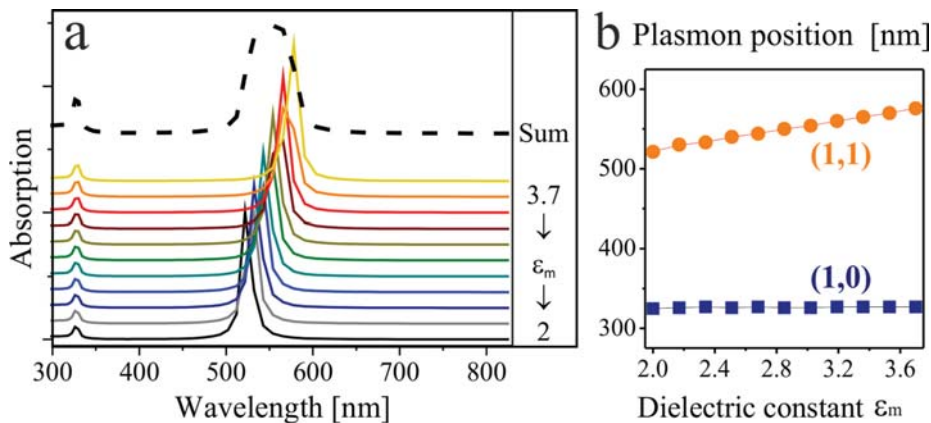 a
Absorption
Sum
3.7
↓
εm
↓
2
300 400 500 600 700 800
Wavelength [nm]
b Plasmon position [nm]
600
500
400
300
(1,1)
(1,0)
2.0 2.4 2.8 3.2 3.6
Dielectric constant εm